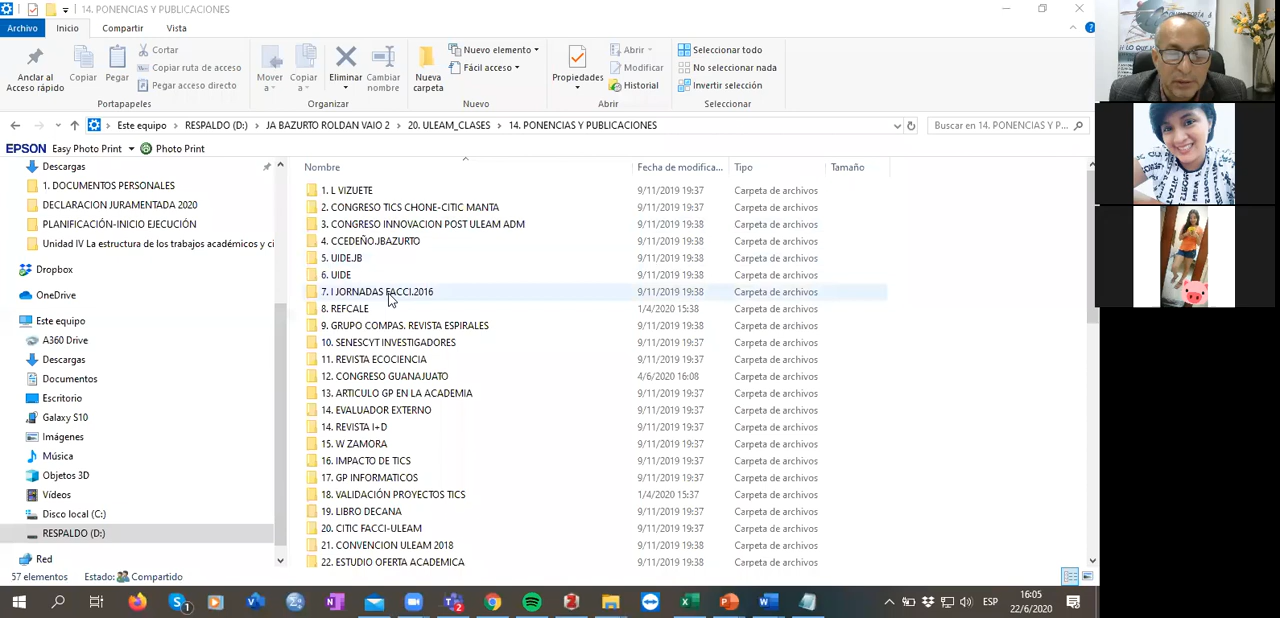 14. PONENCIAS Y PUBLICACIONES
Archivo Inicio Compartir Vista
Anclar al Acceso rápido
Copiar
Pegar
Cortar
Copiar ruta de acceso
Pegar acceso directo
Portapapeles
Mover a
Copiar a
Eliminar
Cambiar nombre
Organizar
Nueva carpeta
Nuevo elemento
Fácil acceso
Nuevo
Propiedades
Abrir
Modificar
Historial
Abrir
Seleccionar todo
No seleccionar nada
Invertir selección
Seleccionar
Este equipo > RESPALDO (D:) > JA BAZURTO ROLDAN VAIO 2 > 20. ULEAM_CLASES > 14. PONENCIAS Y PUBLICACIONES
Buscar en 14. PONENCIAS Y P...
EPSON Easy Photo Print Photo Print
Descargas
1. DOCUMENTOS PERSONALES
DECLARACION JURAMENTADA 2020
PLANIFICACIÓN-INICIO EJECUCIÓN
Unidad IV La estructura de los trabajos académicos y ci
Dropbox
OneDrive
Este equipo
A360 Drive
Descargas
Documentos
Escritorio
Galaxy S10
Imágenes
Música
Objetos 3D
Vídeos
Disco local (C:)
RESPALDO (D:)
Red
Nombre Fecha de modifica... Tipo Tamaño
1. L VIZUETE 9/11/2019 19:37 Carpeta de archivos
2. CONGRESO TICS CHONE-CITIC MANTA 9/11/2019 19:37 Carpeta de archivos
3. CONGRESO INNOVACION POST ULEAM ADM 9/11/2019 19:38 Carpeta de archivos
4. CCEDEÑO.JBAZURTO 9/11/2019 19:38 Carpeta de archivos
5. UIDE.JB 9/11/2019 19:38 Carpeta de archivos
6. UIDE 9/11/2019 19:38 Carpeta de archivos
7. I JORNADAS FACCI.2016 9/11/2019 19:38 Carpeta de archivos
8. REFCALE 1/4/2020 15:38 Carpeta de archivos
9. GRUPO COMPAS. REVISTA ESPIRALES 9/11/2019 19:38 Carpeta de archivos
10. SENESCYT INVESTIGADORES 9/11/2019 19:38 Carpeta de archivos
11. REVISTA ECOCIENCIA 9/11/2019 19:37 Carpeta de archivos
12. CONGRESO GUANAJUATO 4/6/2020 16:08 Carpeta de archivos
13. ARTICULO GP EN LA ACADEMIA 9/11/2019 19:37 Carpeta de archivos
14. EVALUADOR EXTERNO 9/11/2019 19:37 Carpeta de archivos
14. REVISTA I+D 9/11/2019 19:37 Carpeta de archivos
15. W ZAMORA 9/11/2019 19:37 Carpeta de archivos
16. IMPACTO DE TICS 9/11/2019 19:37 Carpeta de archivos
17. GP INFORMATICOS 9/11/2019 19:37 Carpeta de archivos
18. VALIDACIÓN PROYECTOS TICS 1/4/2020 15:37 Carpeta de archivos
19. LIBRO DECANA 9/11/2019 19:37 Carpeta de archivos
20. CITIC FACCI-ULEAM 9/11/2019 19:37 Carpeta de archivos
21. CONVENCION ULEAM 2018 9/11/2019 19:38 Carpeta de archivos
22. ESTUDIO OFERTA ACADEMICA 9/11/2019 19:38 Carpeta de archivos
57 elementos Estado: Compartido
ESP
16:05
22/6/2020